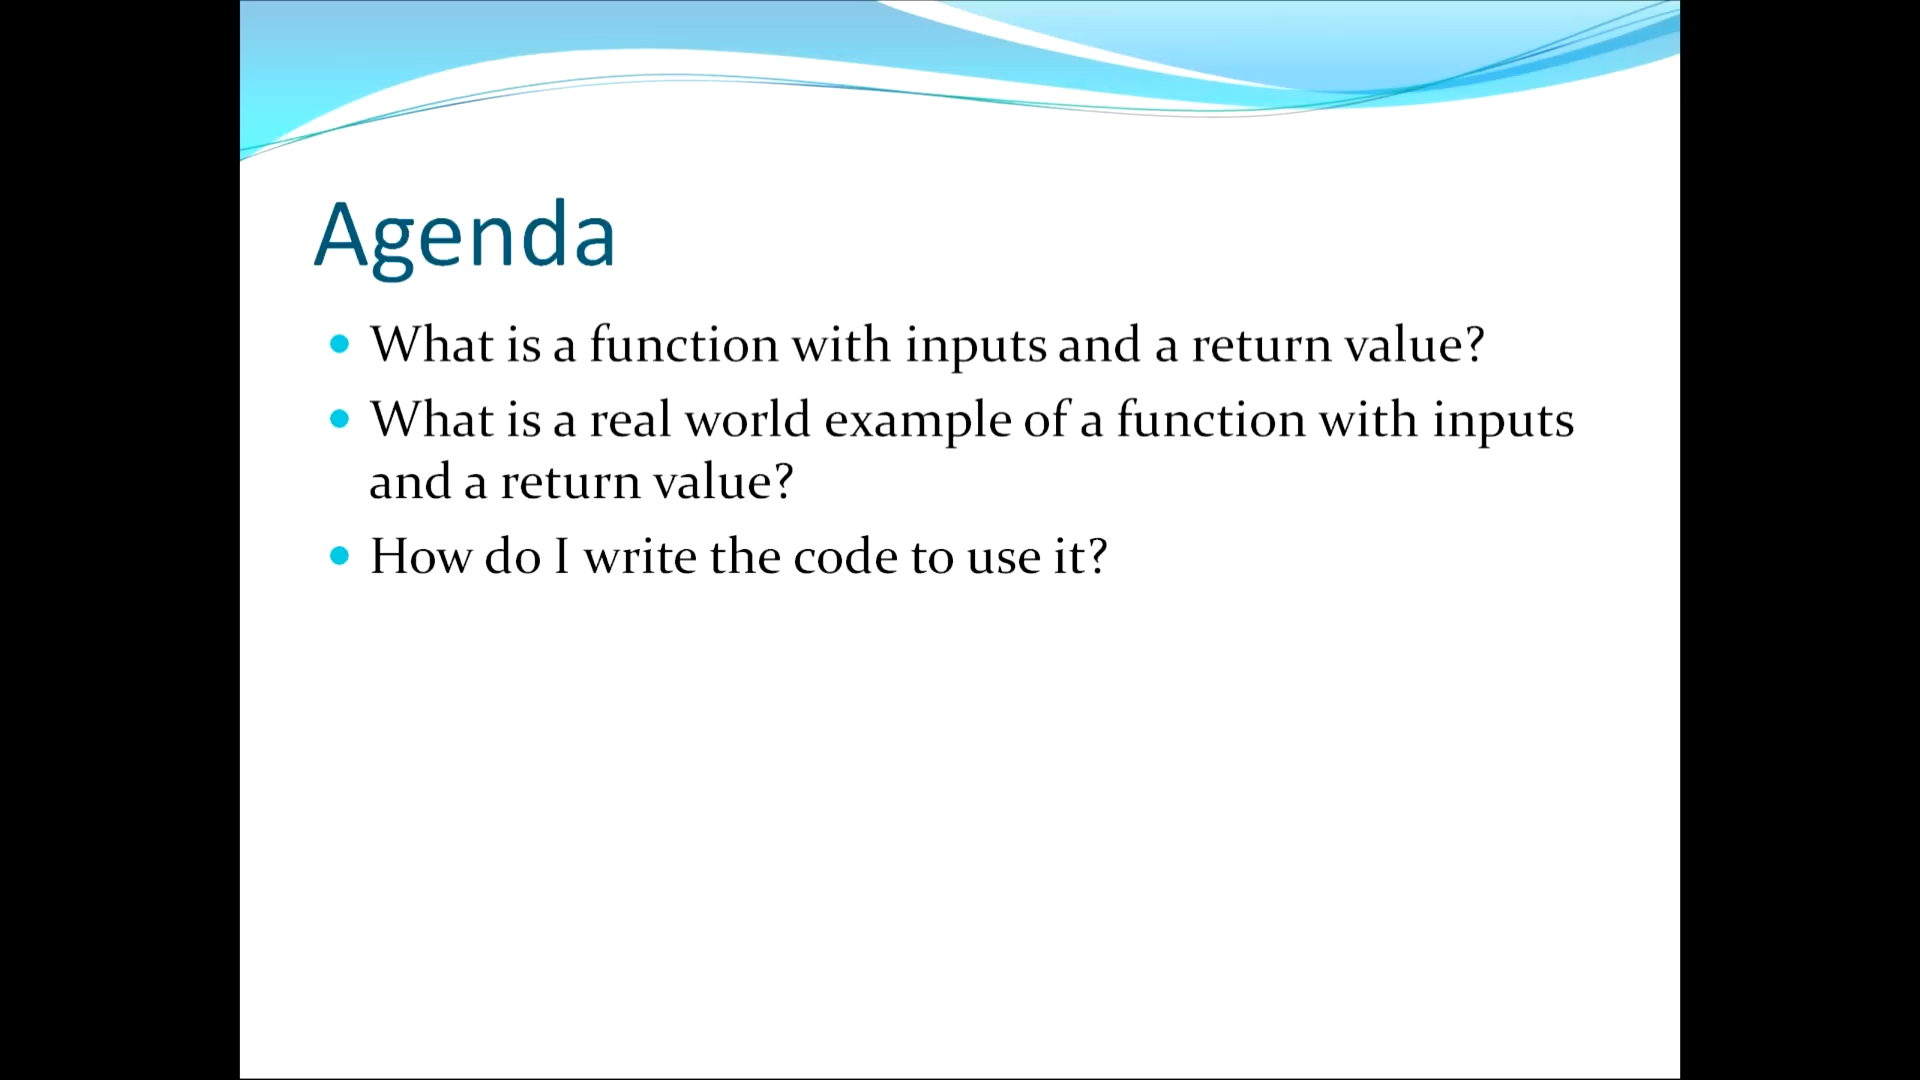 Agenda
What is a function with inputs and a return value?
What is a real world example of a function with inputs
and a return value?
How do I write the code to use it?